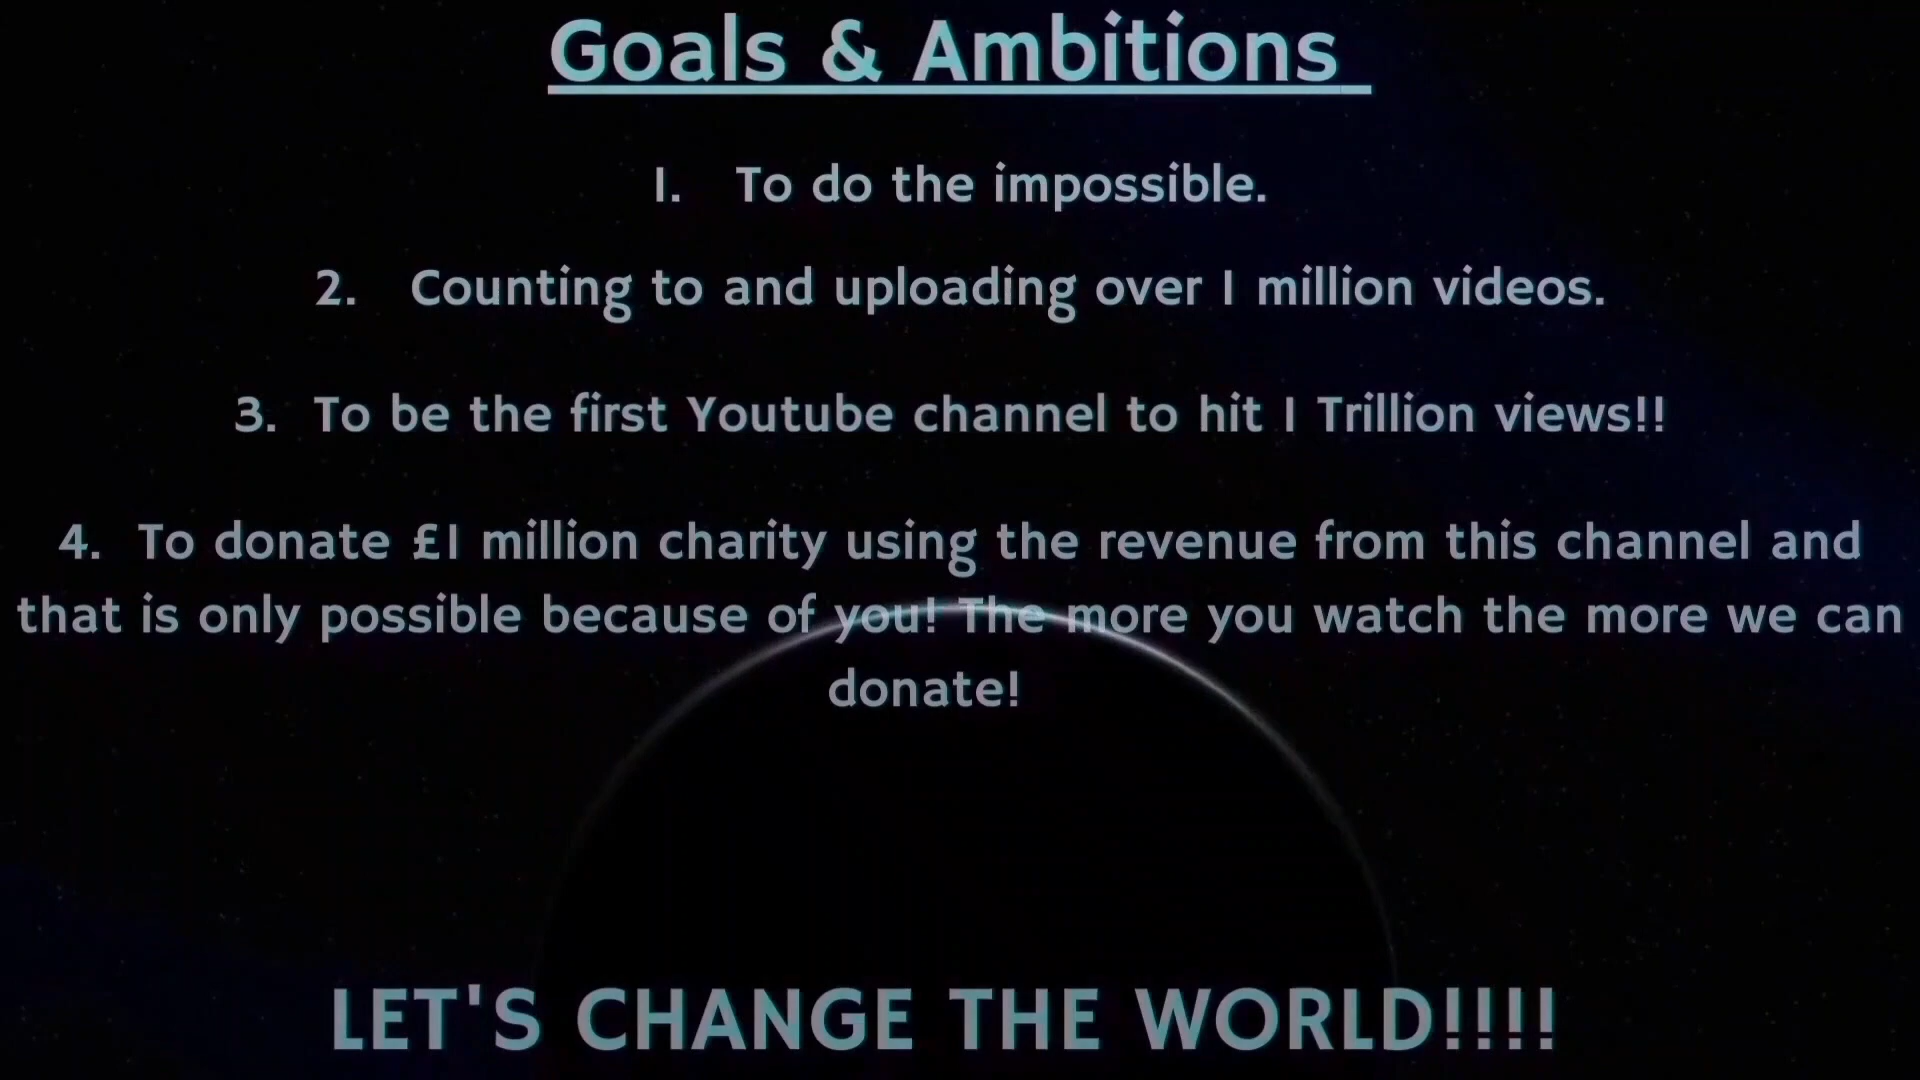 Goals & Ambitions
1. To do the impossible.
2. Counting to and uploading over 1 million videos.
3. To be the first Youtube channel to hit 1 Trillion views!!
4. To donate £1 million charity using the revenue from this channel and
that is only possible because of you! The more you watch the more we can
donate!
LET'S CHANGE THE WORLD!!!!